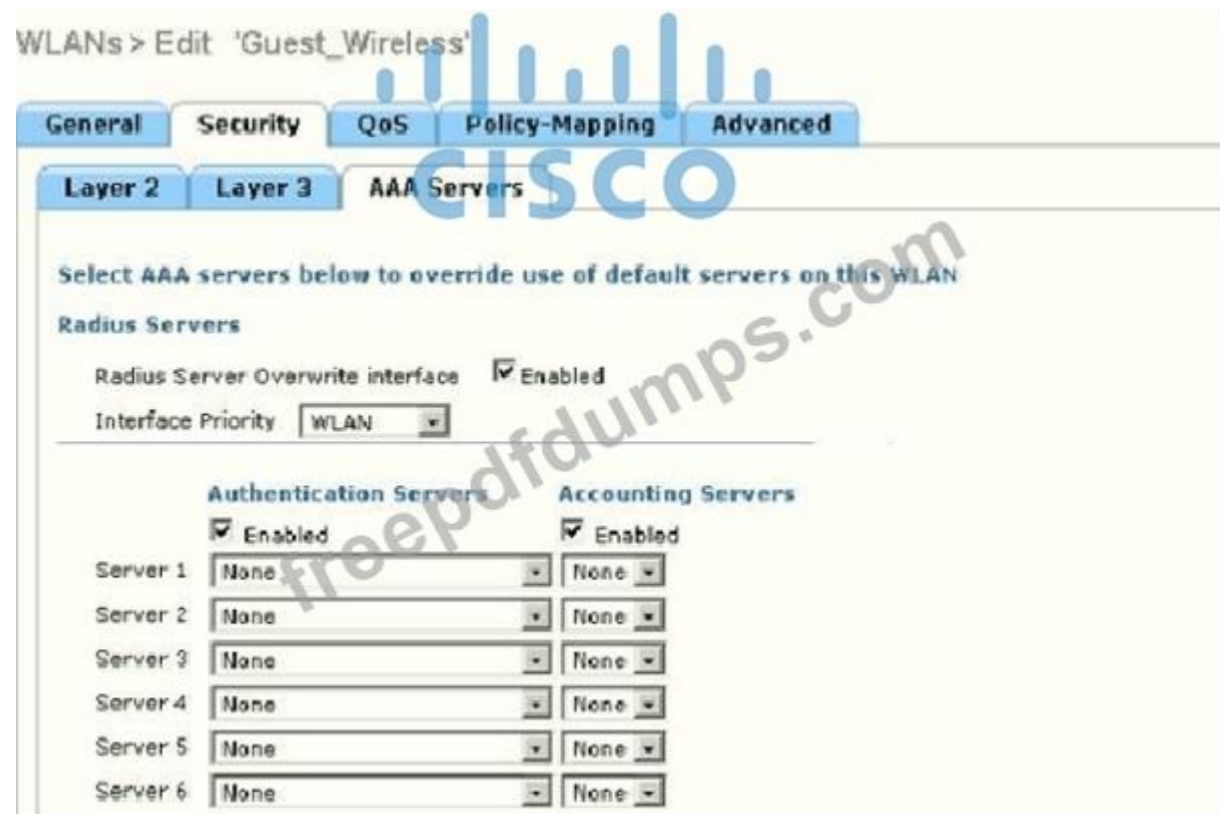 WLANs > Edit 'Guest_Wireless'
CISCO
General Security QoS Policy-Mapping Advanced
Layer 2 Layer 3 AAA Servers
Select AAA servers below to override use of default servers on this WLAN
Radius Servers
Radius Server Overwrite interface Enabled
Interface Priority WLAN
Authentication Servers Accounting Servers
Enabled Enabled
Server 1 None None
Server 2 None None
Server 3 None None
Server 4 None None
Server 5 None None
Server 6 None None
freepdfdumps.com